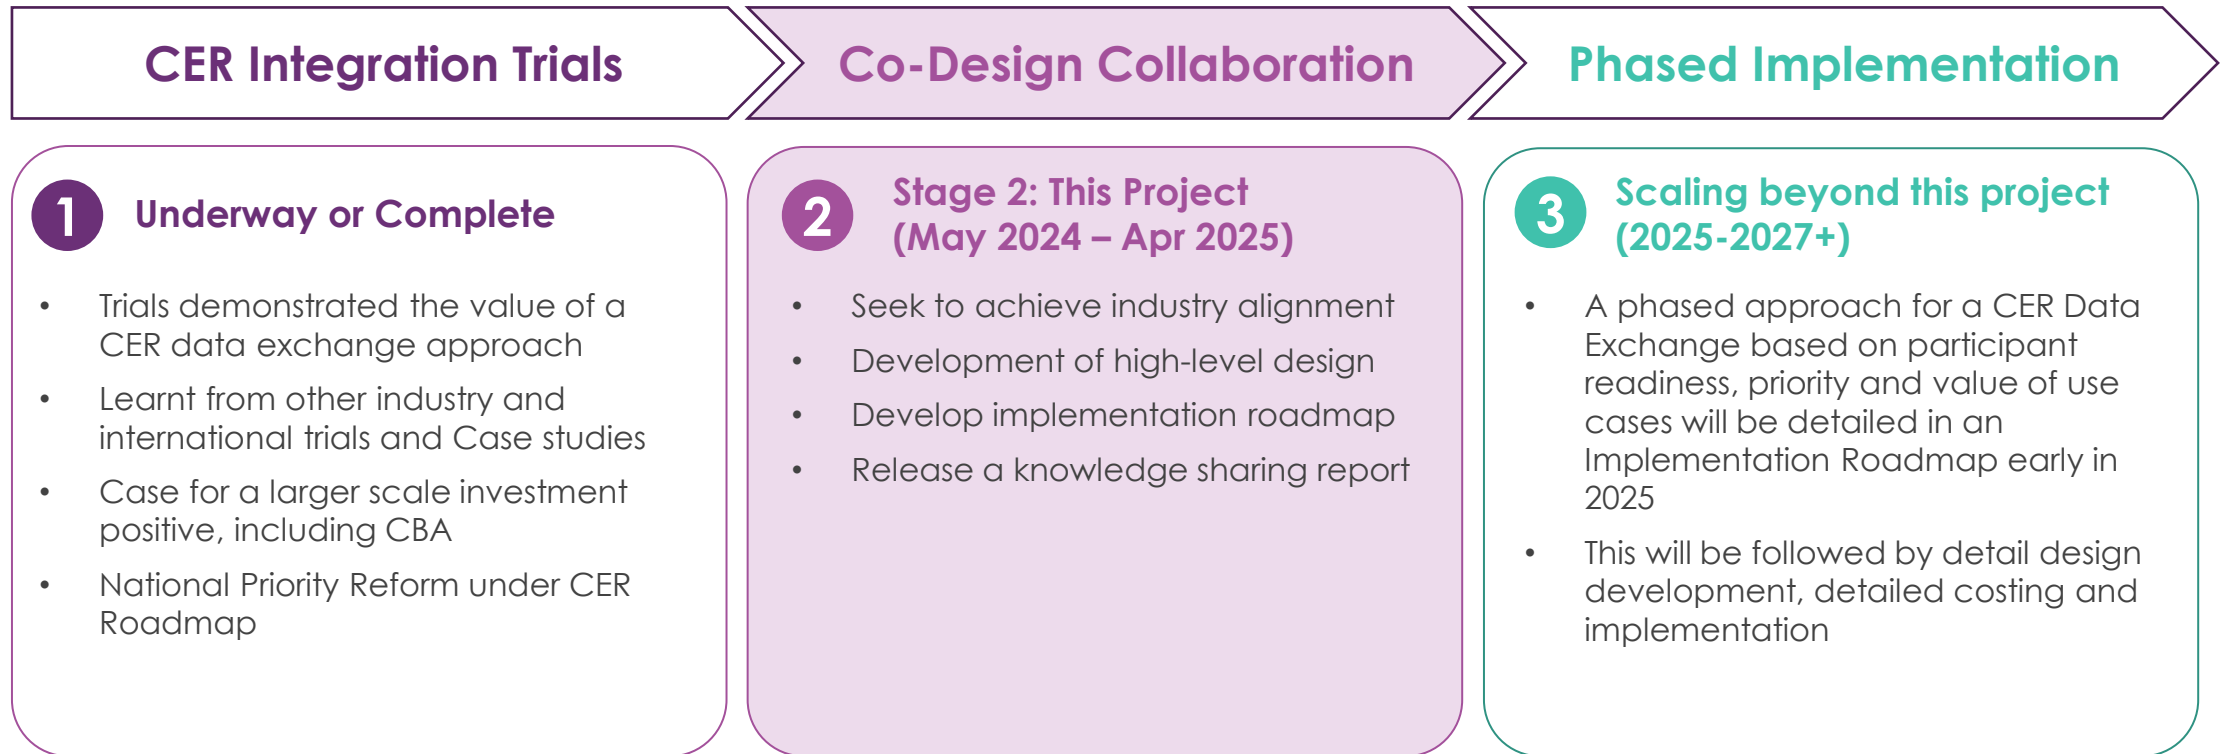 CER Integration Trials
Co-Design Collaboration
Phased Implementation
1
Underway or Complete
• Trials demonstrated the value of a
CER data exchange approach
• Learnt from other industry and
international trials and Case studies
• Case for a larger scale investment
positive, including CBA
• National Priority Reform under CER
Roadmap
2
Stage 2: This Project
(May 2024 – Apr 2025)
• Seek to achieve industry alignment
• Development of high-level design
• Develop implementation roadmap
• Release a knowledge sharing report
3
Scaling beyond this project
(2025-2027+)
• A phased approach for a CER Data
Exchange based on participant
readiness, priority and value of use
cases will be detailed in an
Implementation Roadmap early in
2025
• This will be followed by detail design
development, detailed costing and
implementation